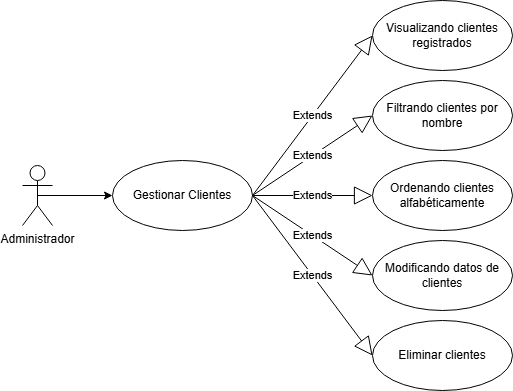 Visualizando clientes
registrados
Extends
Filtrando clientes por
nombre
Extends
Gestionar Clientes
Extends
Ordenando clientes
alfabéticamente
Administrador
Extends
Modificando datos de
clientes
Extends
Eliminar clientes